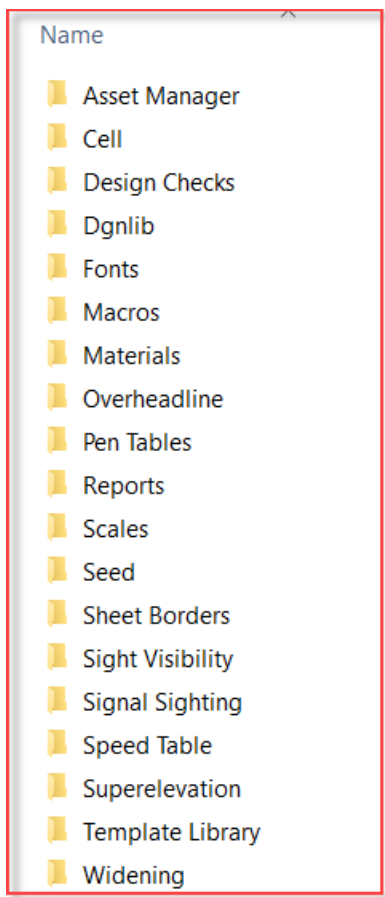 Name
Asset Manager
Cell
Design Checks
Dgnlib
Fonts
Macros
Materials
Overheadline
Pen Tables
Reports
Scales
Seed
Sheet Borders
Sight Visibility
Signal Sighting
Speed Table
Superelevation
Template Library
Widening